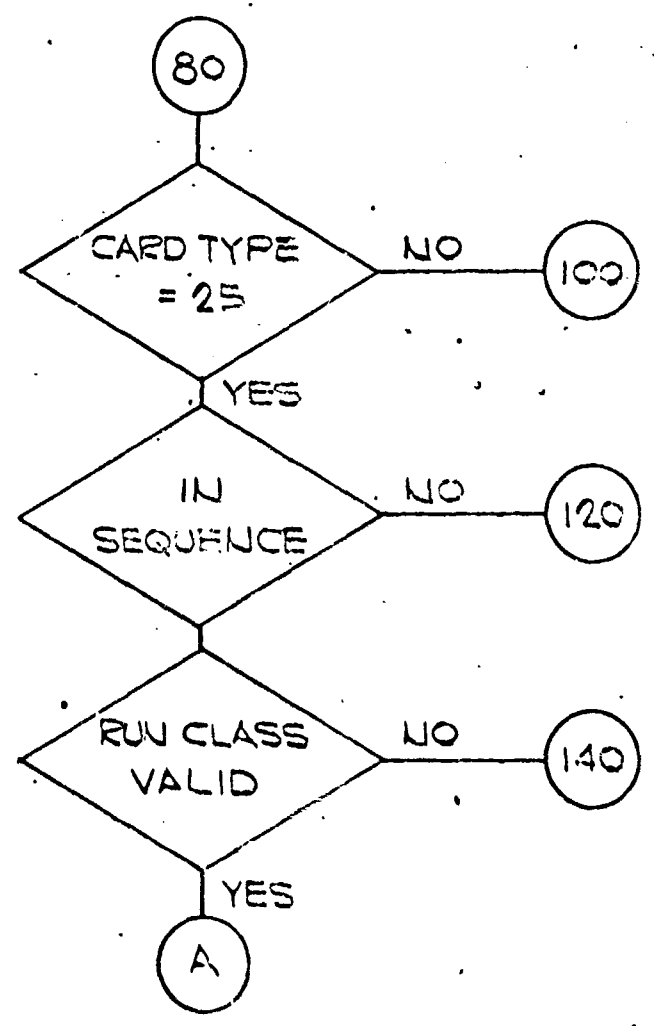 80
CARD TYPE
= 25
NO
100
YES
IN
SEQUENCE
NO
120
RUN CLASS
VALID
NO
140
YES
A